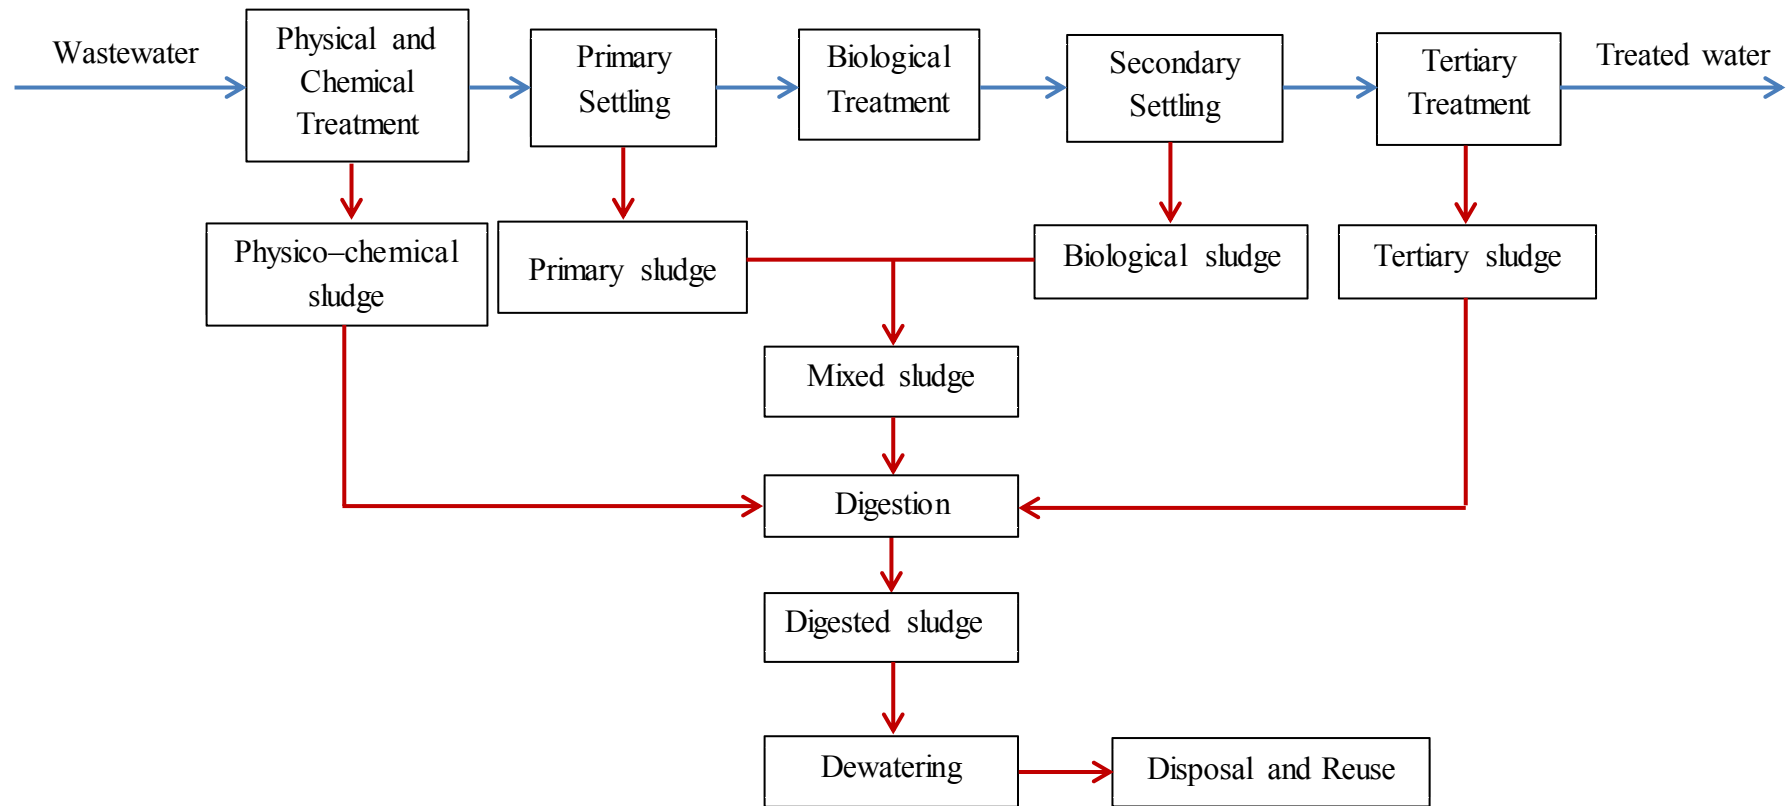 Wastewater
Physical and
Chemical
Treatment
Primary
Settling
Biological
Treatment
Secondary
Settling
Tertiary
Treatment
Treated water
Physico–chemical
sludge
Primary sludge
Biological sludge
Tertiary sludge
Mixed sludge
Digestion
Digested sludge
Dewatering
Disposal and Reuse